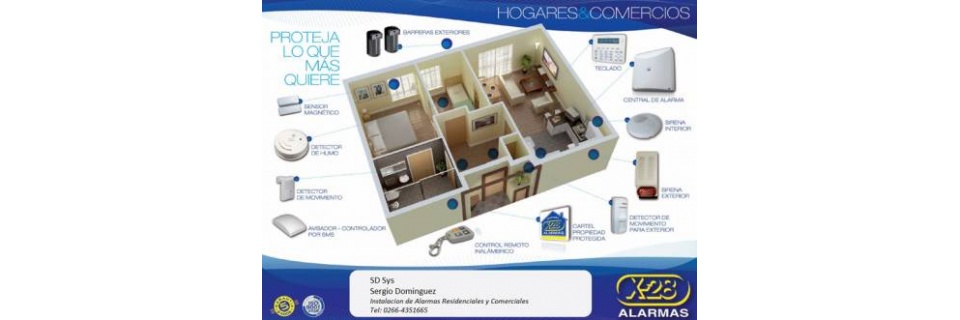 HOGARES&COMERCIOS
PROTEJA
LO QUE
MÁS
QUIERE
BARRERAS EXTERIORES
TECLADO
CENTRAL DE ALARMA
SENSOR
MAGNÉTICO
SIRENA
INTERIOR
DETECTOR
DE HUMO
DETECTOR
DE MOVIMIENTO
SIRENA
EXTERIOR
AVISADOR - CONTROLADOR
POR SMS
DETECTOR DE
MOVIMIENTO
PARA EXTERIOR
CONTROL REMOTO
INALÁMBRICO
X-28
ALARMAS
CARTEL
PROPIEDAD
PROTEGIDA
SD Sys
Sergio Dominguez
Instalacion de Alarmas Residenciales y Comerciales
Tel: 0266-4351665
X-28
ALARMAS